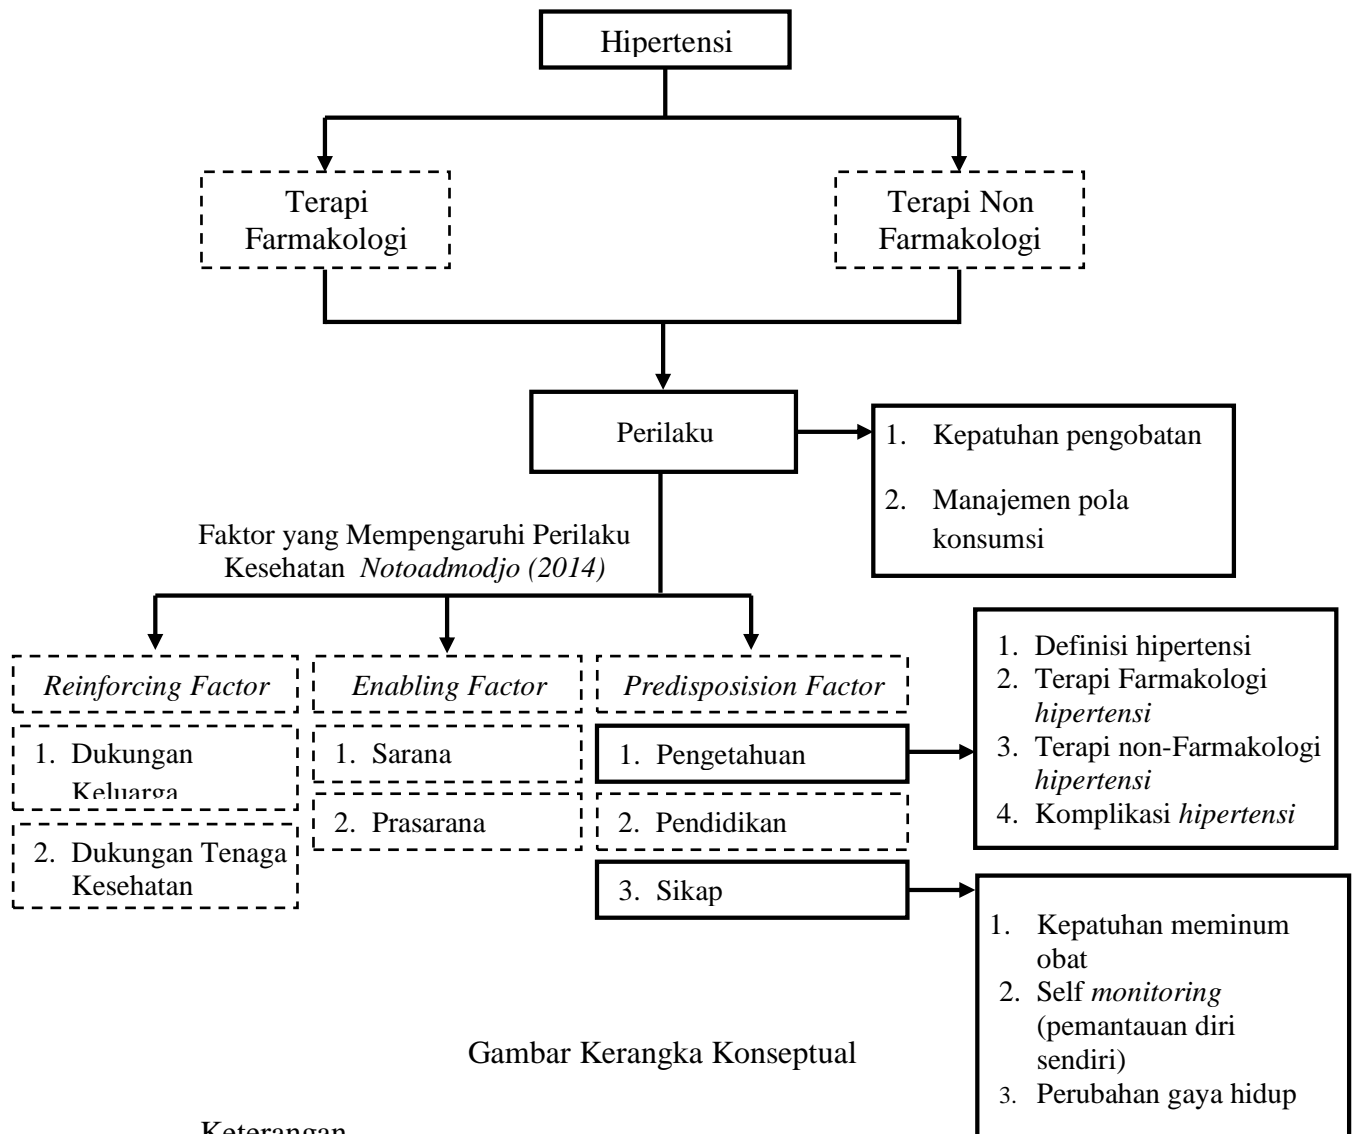 Hipertensi
Terapi
Farmakologi
Terapi Non
Farmakologi
Perilaku
1. Kepatuhan pengobatan
2. Manajemen pola
konsumsi
Faktor yang Mempengaruhi Perilaku
Kesehatan Notoadmodjo (2014)
Reinforcing Factor
1. Dukungan
Keluarga
2. Dukungan Tenaga
Kesehatan
Enabling Factor
1. Sarana
2. Prasarana
Predisposision Factor
1. Pengetahuan
2. Pendidikan
3. Sikap
1. Definisi hipertensi
2. Terapi Farmakologi
hipertensi
3. Terapi non-Farmakologi
hipertensi
4. Komplikasi hipertensi
1. Kepatuhan meminum
obat
2. Self monitoring
(pemantauan diri
sendiri)
3. Perubahan gaya hidup
Gambar Kerangka Konseptual
Keterangan